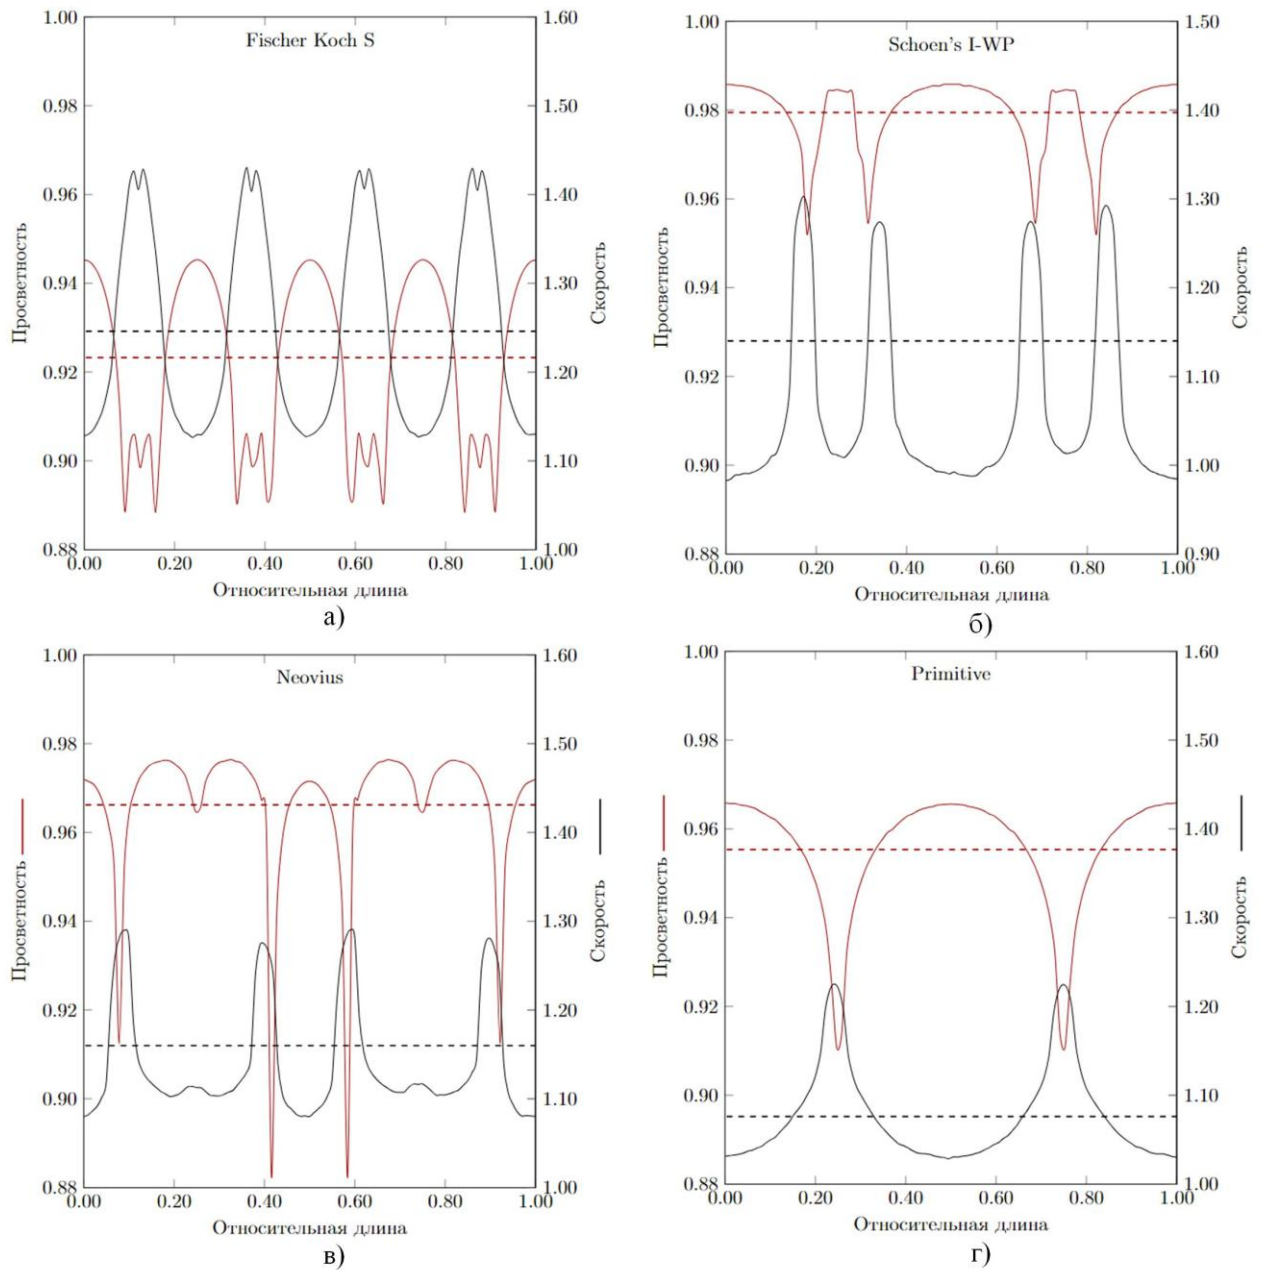 Fischer Koch S
1.00
0.98
0.96
0.94
0.92
0.90
0.88
1.60
1.50
1.40
1.30
1.20
1.10
1.00
0.00 0.20 0.40 0.60 0.80 1.00
Просветность
Скорость
Относительная длина
а)
Schoen's I-WP
1.00
0.98
0.96
0.94
0.92
0.90
0.88
1.50
1.40
1.30
1.20
1.10
1.00
0.90
0.00 0.20 0.40 0.60 0.80 1.00
Просветность
Скорость
Относительная длина
б)
Neovius
1.00
0.98
0.96
0.94
0.92
0.90
0.88
1.60
1.50
1.40
1.30
1.20
1.10
1.00
0.00 0.20 0.40 0.60 0.80 1.00
Просветность
Скорость
Относительная длина
в)
Primitive
1.00
0.98
0.96
0.94
0.92
0.90
0.88
1.60
1.50
1.40
1.30
1.20
1.10
1.00
0.00 0.20 0.40 0.60 0.80 1.00
Просветность
Скорость
Относительная длина
г)